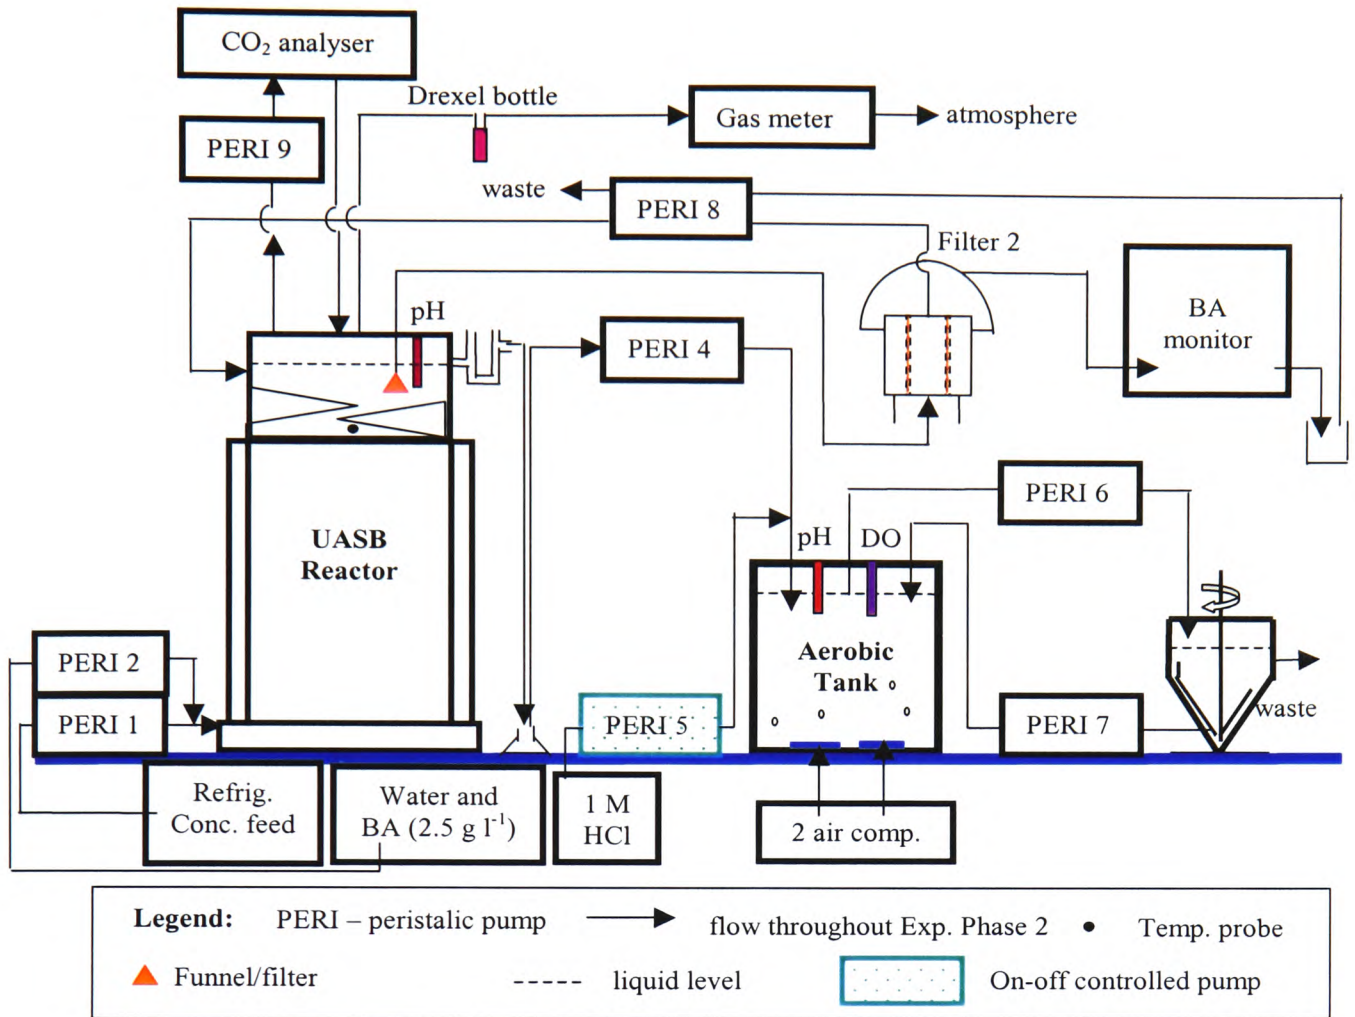 CO₂ analyser
Drexel bottle
Gas meter
atmosphere
PERI 9
waste
PERI 8
Filter 2
BA
monitor
pH
PERI 4
PERI 6
UASB
Reactor
pH
DO
Aerobic
Tank
PERI 2
PERI 1
PERI 5
PERI 7
waste
Refrig.
Conc. feed
Water and
BA (2.5 g l⁻¹)
1 M
HCl
2 air comp.
Legend: PERI – peristalic pump flow throughout Exp. Phase 2 Temp. probe
Funnel/filter liquid level On-off controlled pump